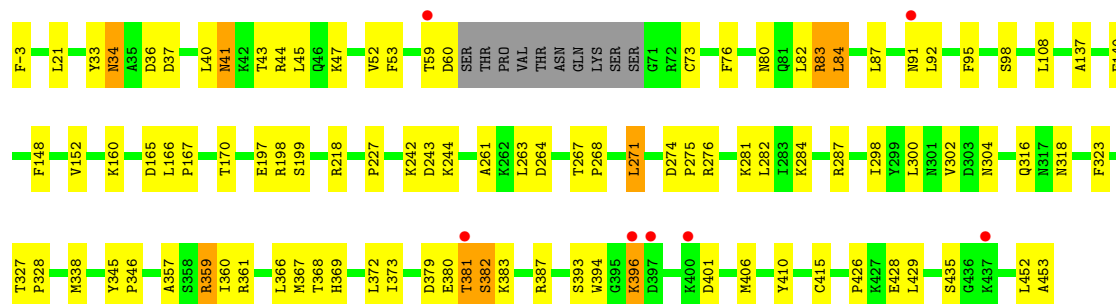 F-3 L21 Y33 N34 A35 D36 D37 L40 N41 K42 T43 R44 L45 Q46 K47 V52 F53 T59 D60 SER THR PRO VAL THR ASN GLN LYS SER SER G71 R72 C73 F76 N80 Q81 L82 R83 L84 L87 N91 L92 F95 S98 L108 A137
F148 V152 K160 D165 L166 P167 T170 E197 R198 S199 R218 P227 K242 D243 K244 A261 K262 L263 D264 T267 P268 L271 D274 P275 R276 K281 L282 I283 K284 R287 I298 Y299 L300 N301 V302 D303 N304 Q316 N317 N318 F323
T327 P328 M338 Y345 P346 A357 S358 R359 I360 R361 L366 M367 T368 H369 L372 I373 D379 E380 T381 S382 K383 R387 S393 W394 G395 K396 D397 K400 D401 M406 Y410 C415 P426 K427 E428 L429 S435 G436 K437 L452 A453